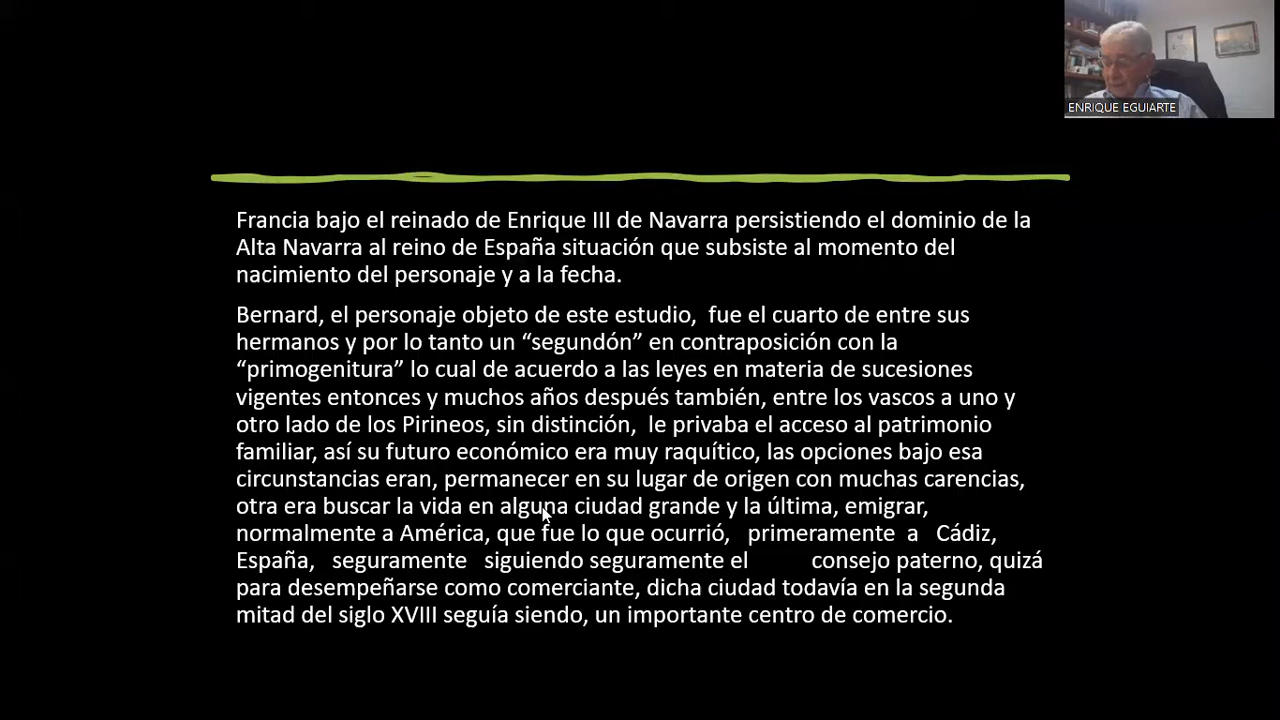 ENRIQUE EGUIARTE
Francia bajo el reinado de Enrique III de Navarra persistiendo el dominio de la
Alta Navarra al reino de España situación que subsiste al momento del
nacimiento del personaje y a la fecha.
Bernard, el personaje objeto de este estudio, fue el cuarto de entre sus
hermanos y por lo tanto un “segundón” en contraposición con la
“primogenitura” lo cual de acuerdo a las leyes en materia de sucesiones
vigentes entonces y muchos años después también, entre los vascos a uno y
otro lado de los Pirineos, sin distinción, le privaba el acceso al patrimonio
familiar, así su futuro económico era muy raquítico, las opciones bajo esa
circunstancias eran, permanecer en su lugar de origen con muchas carencias,
otra era buscar la vida en alguna ciudad grande y la última, emigrar,
normalmente a América, que fue lo que ocurrió, primeramente a Cádiz,
España, seguramente siguiendo seguramente el consejo paterno, quizá
para desempeñarse como comerciante, dicha ciudad todavía en la segunda
mitad del siglo XVIII seguía siendo, un importante centro de comercio.